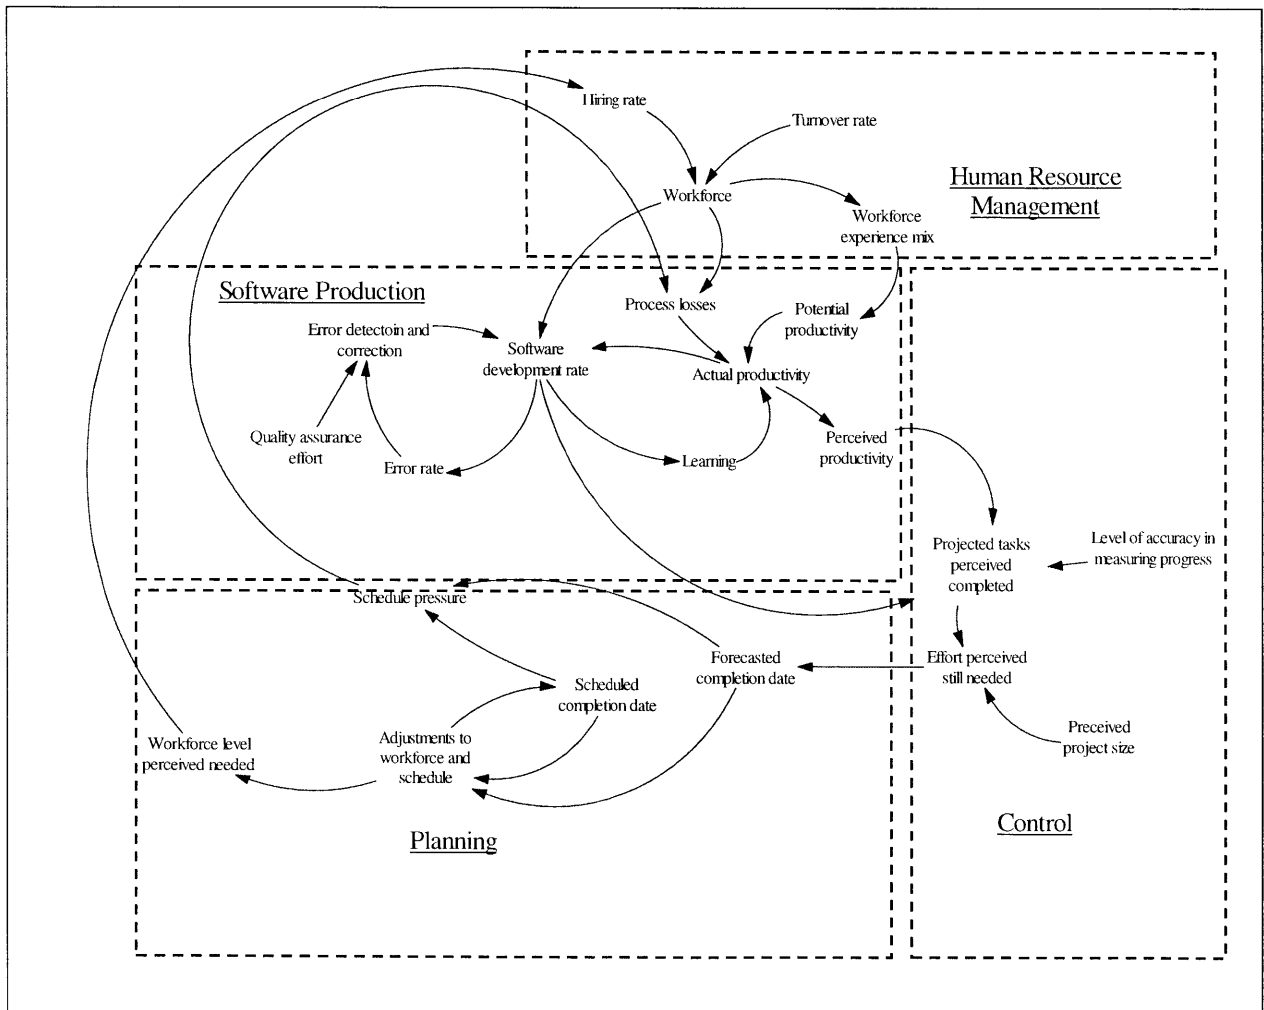 Hiring rate
Turnover rate
Human Resource
Management
Workforce
Workforce
experience mix
Software Production
Process losses
Potential
productivity
Error detectoin and
correction
Software
development rate
Actual productivity
Quality assurance
effort
Error rate
Learning
Perceived
productivity
Projected tasks
perceived
completed
Level of accuracy in
measuring progress
Schedule pressure
Forecasted
completion date
Effort perceived
still needed
Scheduled
completion date
Workforce level
perceived needed
Adjustments to
workforce and
schedule
Preceived
project size
Planning
Control